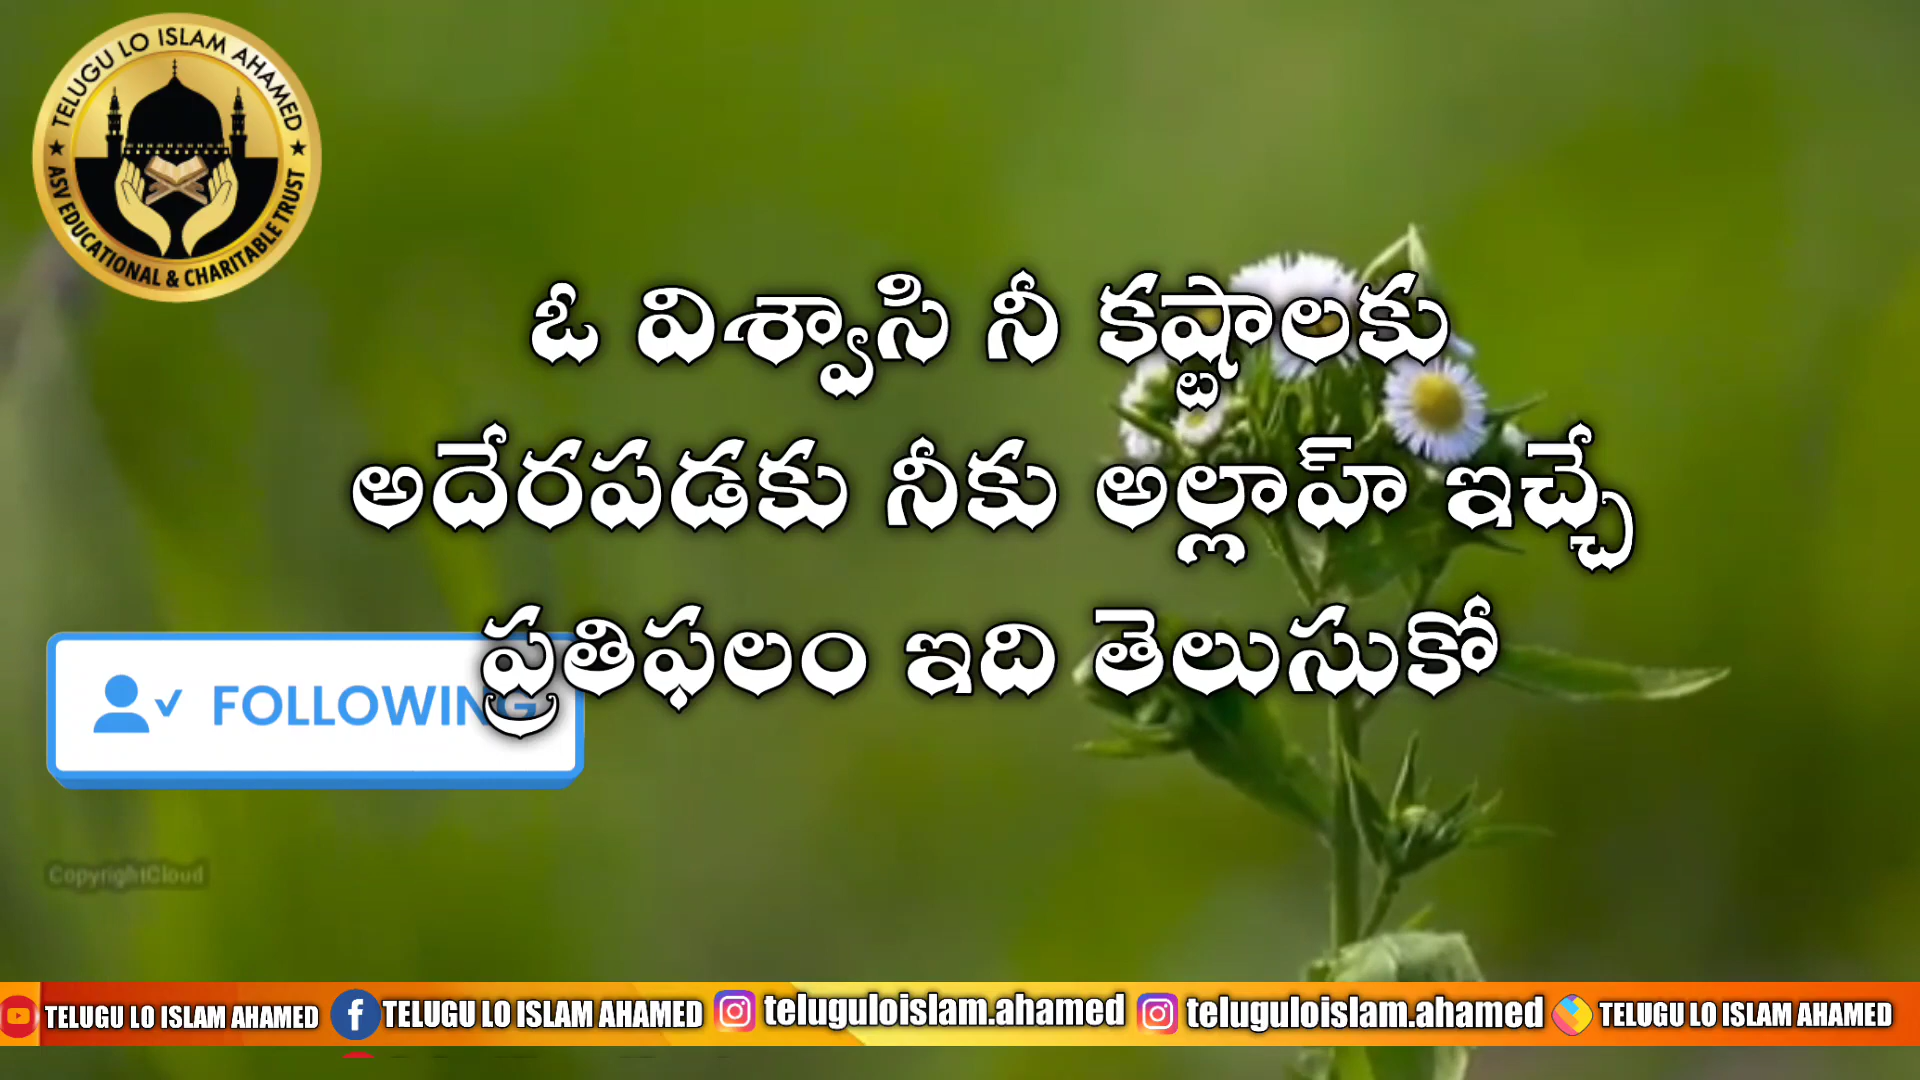 TELUGU LO ISLAM AHAMED
ASV EDUCATIONAL & CHARITABLE TRUST
ఓ విశ్వాసి నీ కష్టాలకు
అదేరపడకు నీకు అల్లాహ్ ఇచ్చే
ప్రతిఫలం ఇది తెలుసుకో
FOLLOWING
CopyrightCloud
TELUGU LO ISLAM AHAMED TELUGU LO ISLAM AHAMED teluguloislam.ahamed teluguloislam.ahamed TELUGU LO ISLAM AHAMED